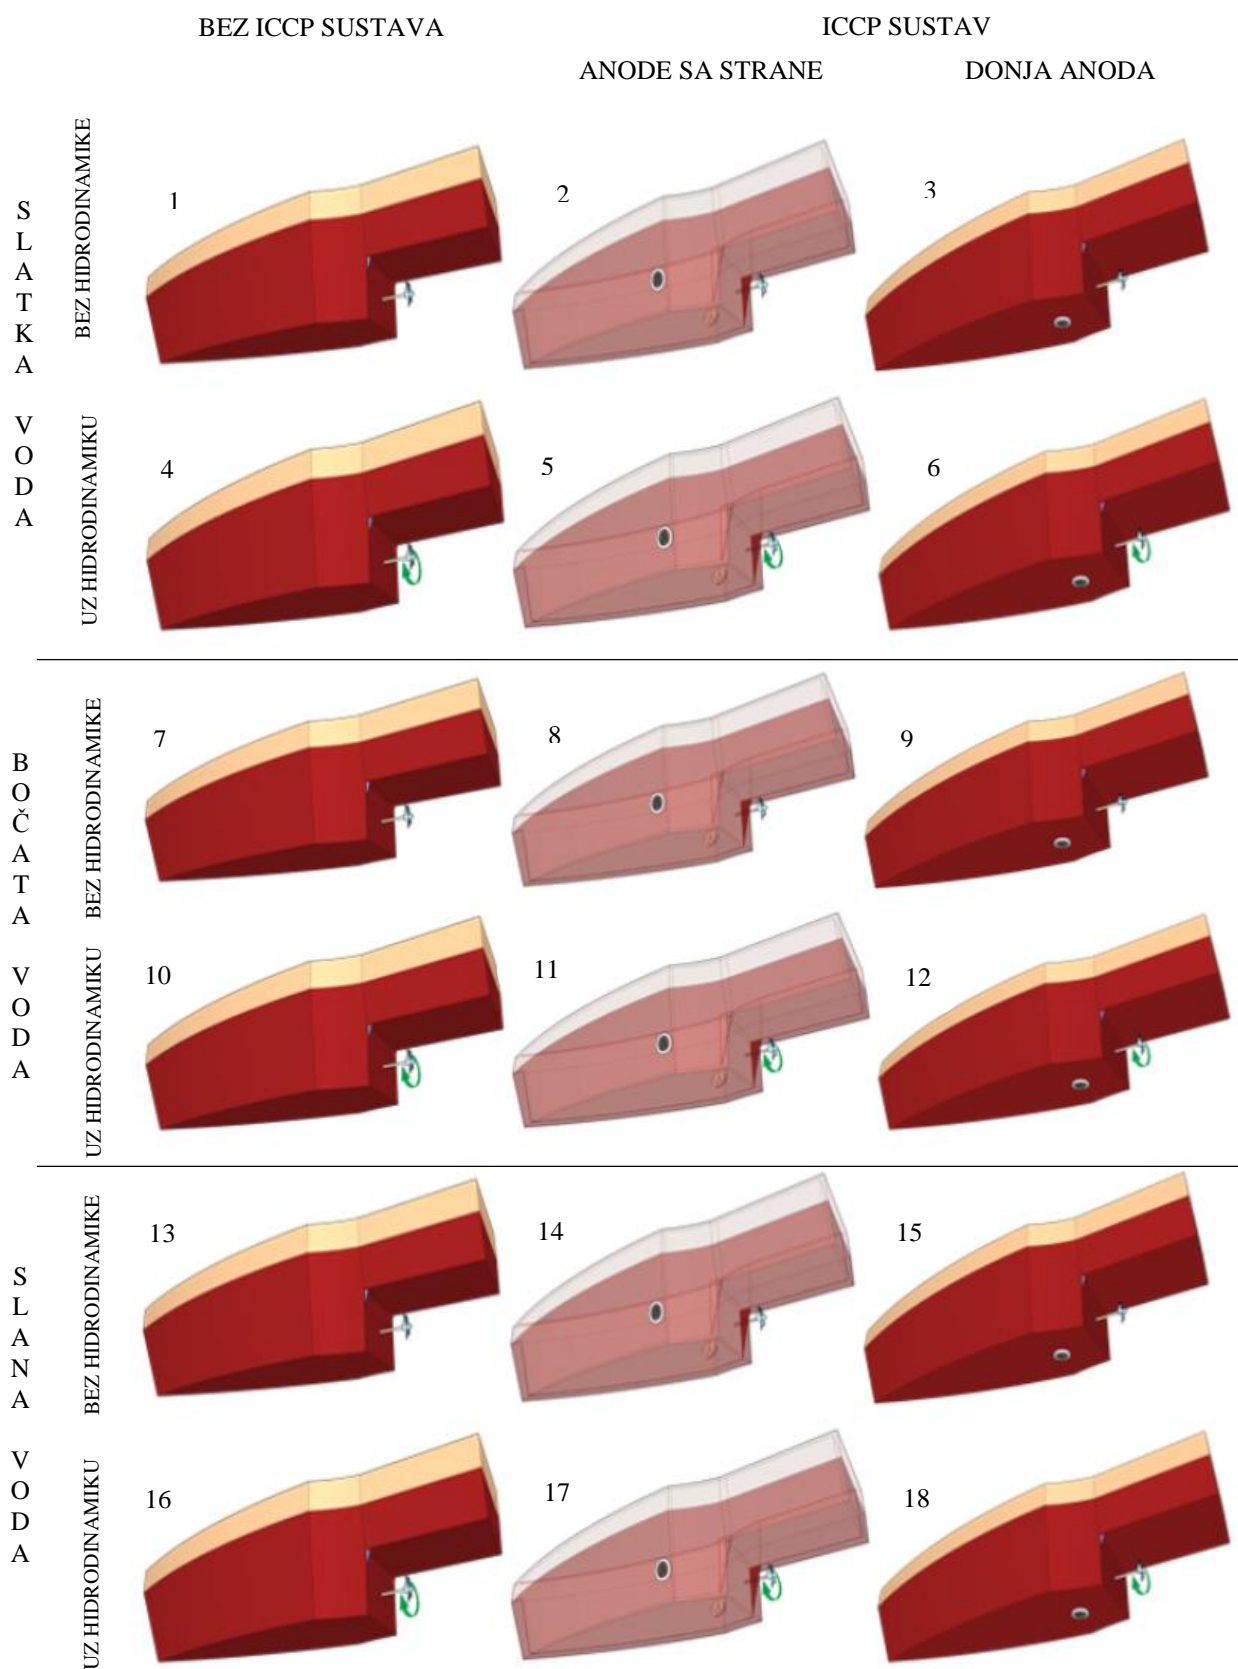 BEZ ICCP SUSTAVA
ICCP SUSTAV
ANODE SA STRANE
DONJA ANODA
SLATKA VODA
BEZ HIDRODINAMIKE
1
2
3
UZ HIDRODINAMIKU
4
5
6
BOČATA VODA
BEZ HIDRODINAMIKE
7
8
9
UZ HIDRODINAMIKU
10
11
12
SLANA VODA
BEZ HIDRODINAMIKE
13
14
15
UZ HIDRODINAMIKU
16
17
18